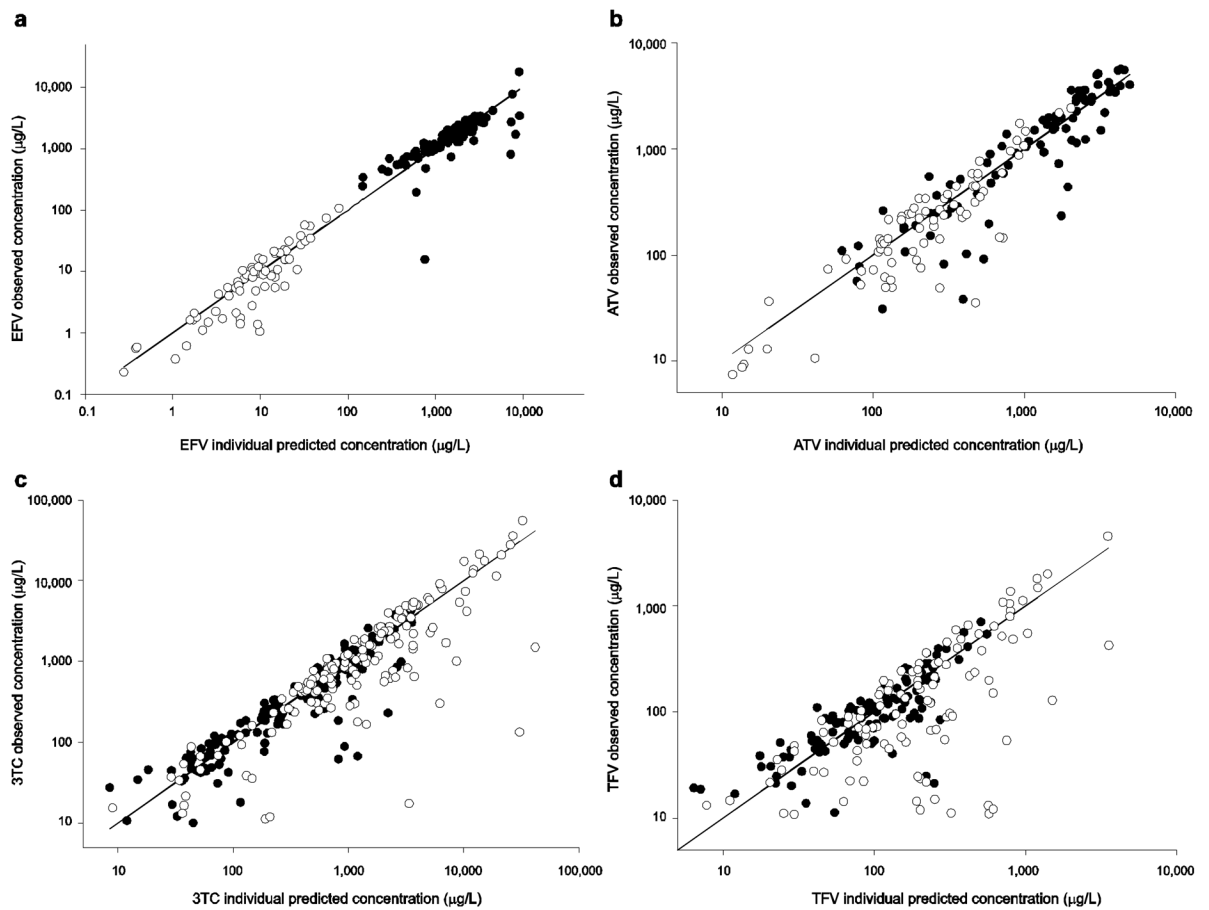 a
EFV observed concentration (μg/L)
10,000
1,000
100
10
1
0.1
0.1 1 10 100 1,000 10,000
EFV individual predicted concentration (μg/L)
b
ATV observed concentration (μg/L)
10,000
1,000
100
10
10 100 1,000 10,000
ATV individual predicted concentration (μg/L)
c
3TC observed concentration (μg/L)
100,000
10,000
1,000
100
10
10 100 1,000 10,000 100,000
3TC individual predicted concentration (μg/L)
d
TFV observed concentration (μg/L)
10,000
1,000
100
10
10 100 1,000 10,000
TFV individual predicted concentration (μg/L)